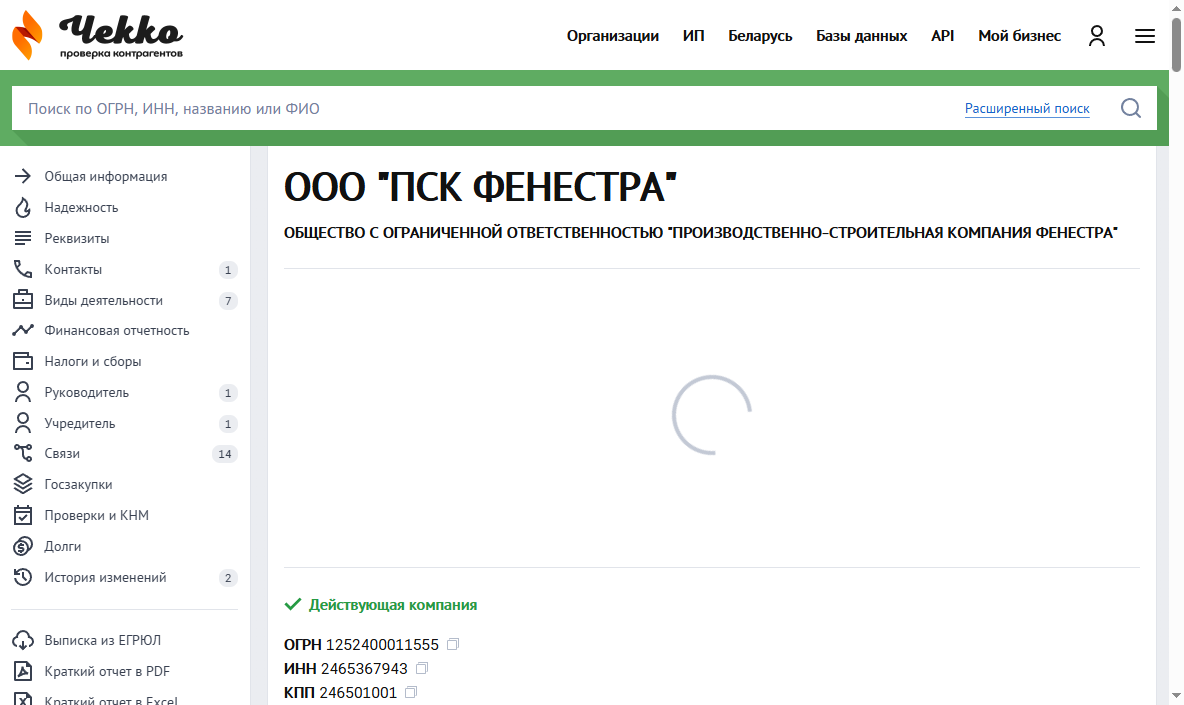 Чекко
проверка контрагентов
Организации ИП Беларусь Базы данных API Мой бизнес
Поиск по ОГРН, ИНН, названию или ФИО Расширенный поиск
Общая информация
Надежность
Реквизиты
Контакты 1
Виды деятельности 7
Финансовая отчетность
Налоги и сборы
Руководитель 1
Учредитель 1
Связи 14
Госзакупки
Проверки и КНМ
Долги
История изменений 2
Выписка из ЕГРЮЛ
Краткий отчет в PDF
Краткий отчет в Excel
ООО "ПСК ФЕНЕСТРА"
ОБЩЕСТВО С ОГРАНИЧЕННОЙ ОТВЕТСТВЕННОСТЬЮ "ПРОИЗВОДСТВЕННО-СТРОИТЕЛЬНАЯ КОМПАНИЯ ФЕНЕСТРА"
Действующая компания
ОГРН 1252400011555
ИНН 2465367943
КПП 246501001